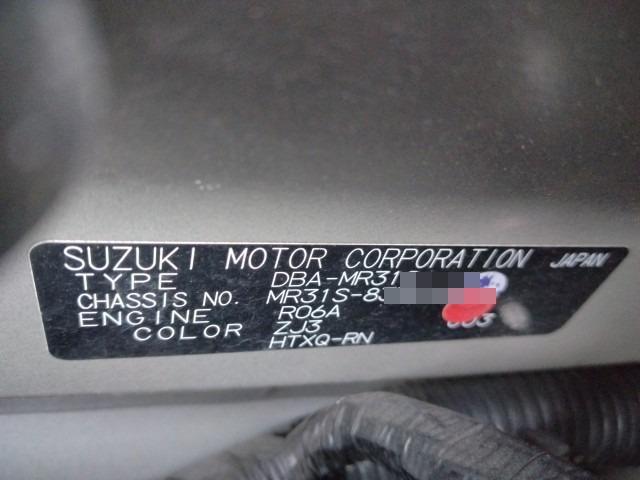 SUZUKI MOTOR CORPORATION JAPAN
TYPE DBA-MR31
CHASSIS NO. MR31S-8
ENGINE R06A
COLOR ZJ3
HTXQ-RN